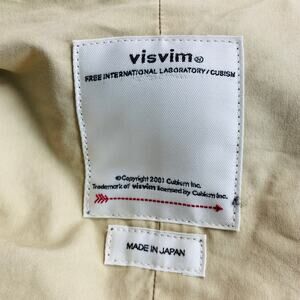 visvim®
FREE INTERNATIONAL LABORATORY/CUBISM
©Copyright 2001 Cubism Inc.
Trademark of visvim licensed by Cubism Inc.
MADE IN JAPAN